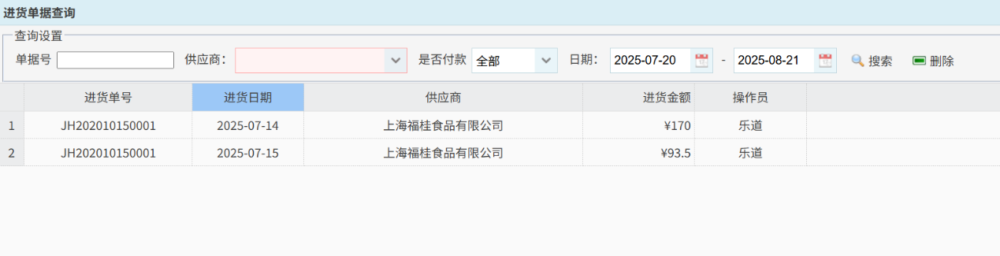 进货单据查询
查询设置
单据号 供应商： 是否付款 全部 日期： 2025-07-20 - 2025-08-21 搜索 删除
进货单号 进货日期 供应商 进货金额 操作员
1 JH202010150001 2025-07-14 上海福桂食品有限公司 ¥170 乐道
2 JH202010150001 2025-07-15 上海福桂食品有限公司 ¥93.5 乐道